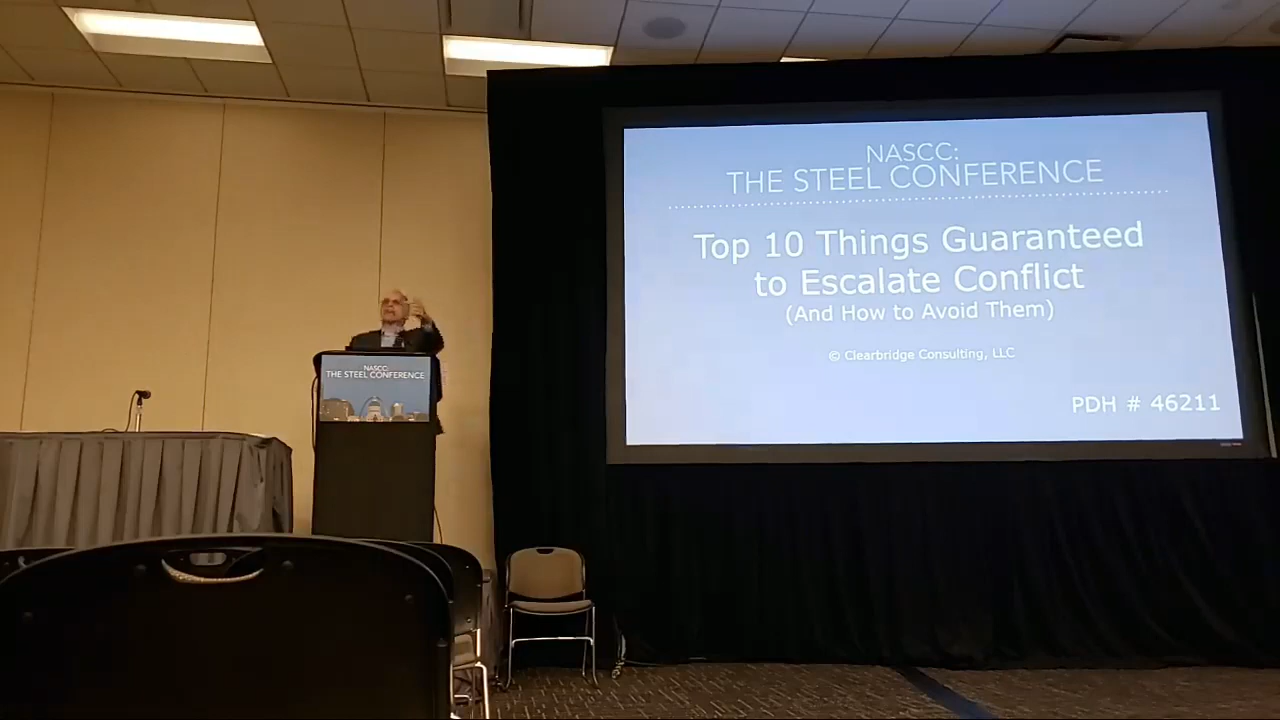 NASCC:
THE STEEL CONFERENCE
Top 10 Things Guaranteed
to Escalate Conflict
(And How to Avoid Them)
© Clearbridge Consulting, LLC
PDH # 46211
NASCC:
THE STEEL CONFERENCE